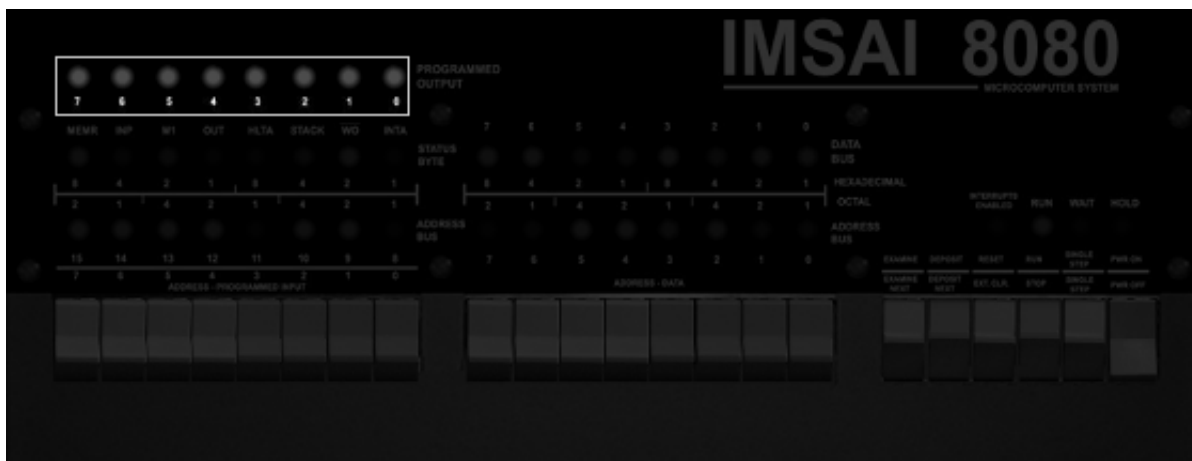 IMSAI 8080
MICROCOMPUTER SYSTEM
PROGRAMMED
OUTPUT
7 6 5 4 3 2 1 0
MEMR INP M1 OUT HLTA STACK WO INTA
STATUS
BYTE
7 6 5 4 3 2 1 0
DATA
BUS
8 4 2 1 8 4 2 1
8 4 2 1 8 4 2 1
HEXADECIMAL
2 1 4 2 1 4 2 1
2 1 4 2 1 4 2 1
OCTAL
ADDRESS
BUS
ADDRESS
BUS
INTERRUPTS
ENABLED
RUN WAIT HOLD
15 14 13 12 11 10 9 8
7 6 5 4 3 2 1 0
ADDRESS - PROGRAMMED INPUT
7 6 5 4 3 2 1 0
ADDRESS - DATA
EXAMINE
EXAMINE
NEXT
DEPOSIT
DEPOSIT
NEXT
RESET
EXT. CLR.
RUN
STOP
SINGLE
STEP
SINGLE
STEP
PWR ON
PWR OFF